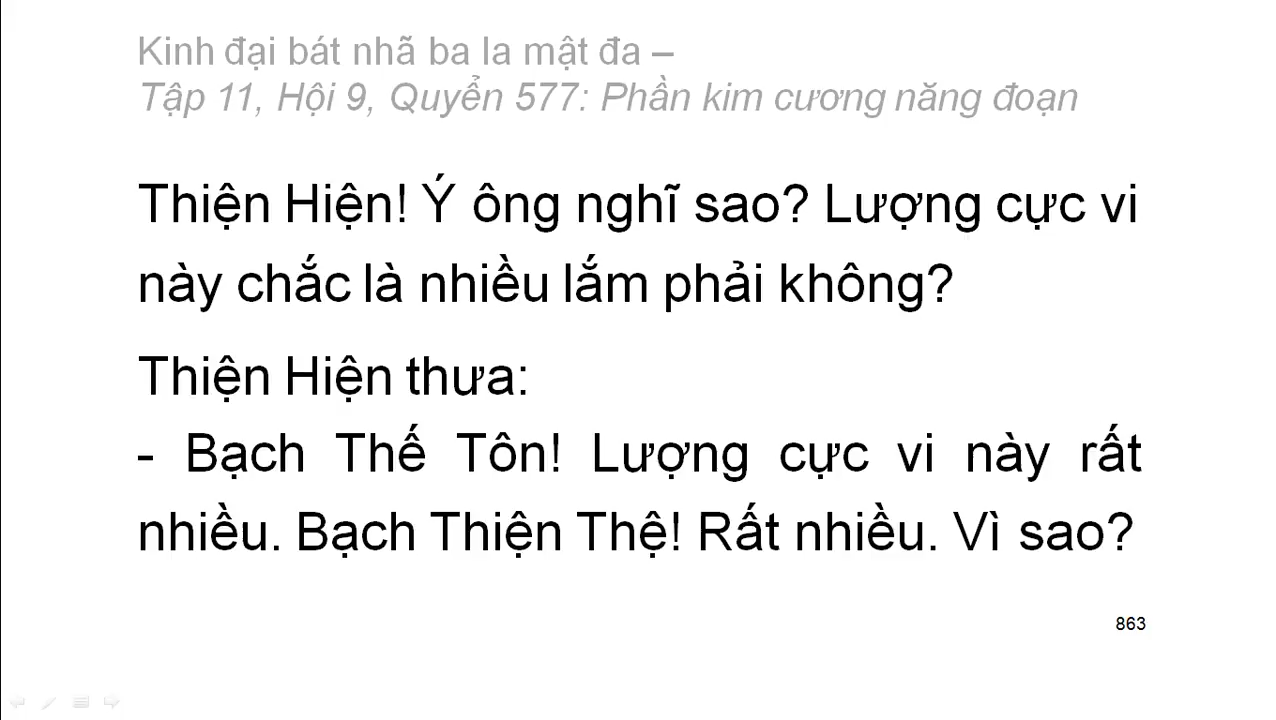 Kinh đại bát nhã ba la mật đa –
Tập 11, Hội 9, Quyển 577: Phần kim cương năng đoạn
Thiện Hiện! Ý ông nghĩ sao? Lượng cực vi
này chắc là nhiều lắm phải không?
Thiện Hiện thưa:
- Bạch Thế Tôn! Lượng cực vi này rất
nhiều. Bạch Thiện Thệ! Rất nhiều. Vì sao?
863